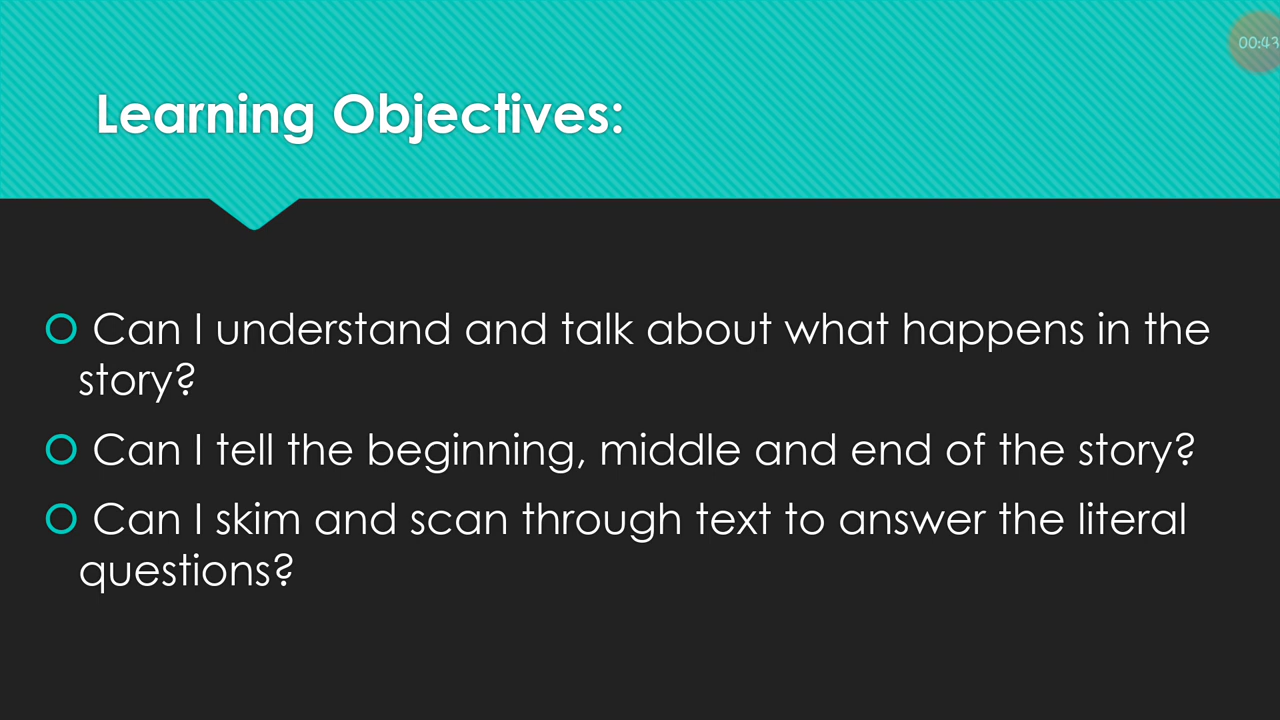 00:43
Learning Objectives:
Can I understand and talk about what happens in the
story?
Can I tell the beginning, middle and end of the story?
Can I skim and scan through text to answer the literal
questions?